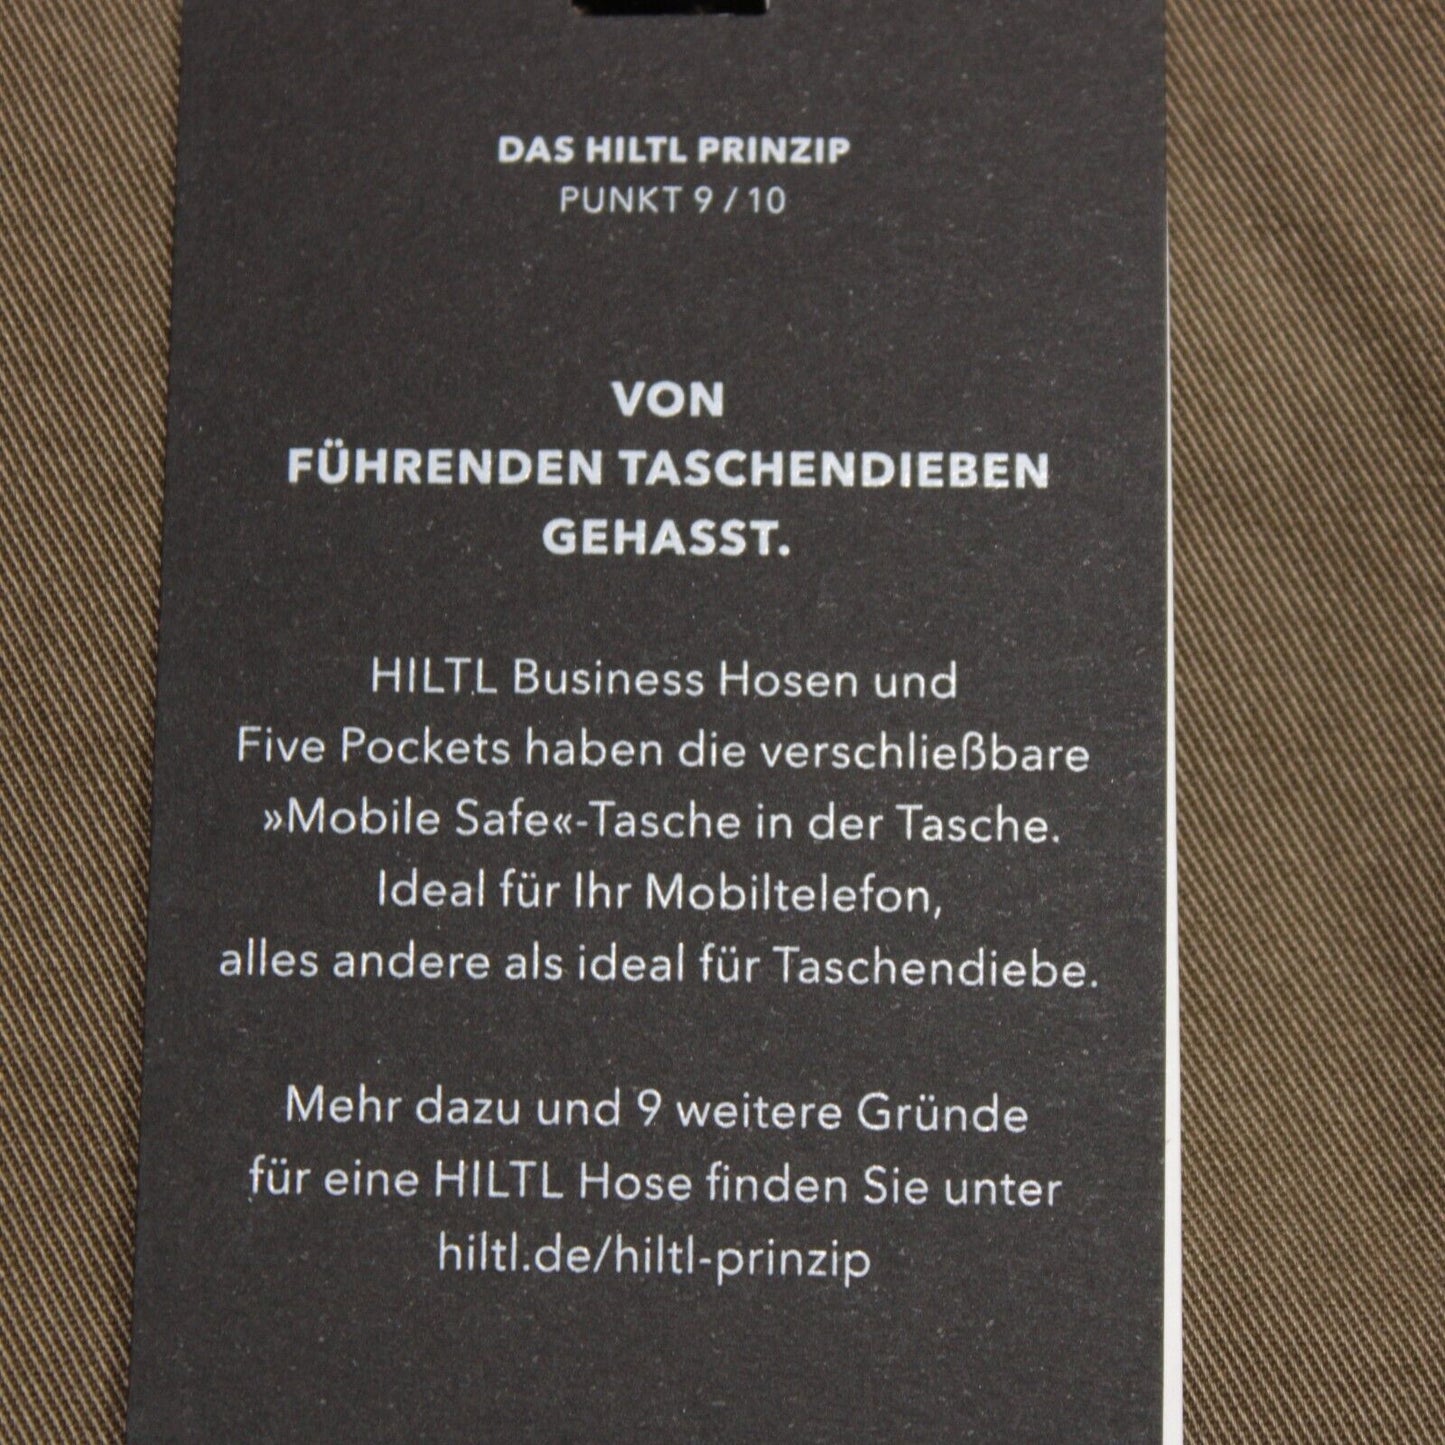 DAS HILTL PRINZIP
PUNKT 9 / 10
VON
FÜHRENDEN TASCHENDIEBEN
GEHASST.
HILTL Business Hosen und
Five Pockets haben die verschließbare
»Mobile Safe«-Tasche in der Tasche.
Ideal für Ihr Mobiltelefon,
alles andere als ideal für Taschendiebe.
Mehr dazu und 9 weitere Gründe
für eine HILTL Hose finden Sie unter
hiltl.de/hiltl-prinzip